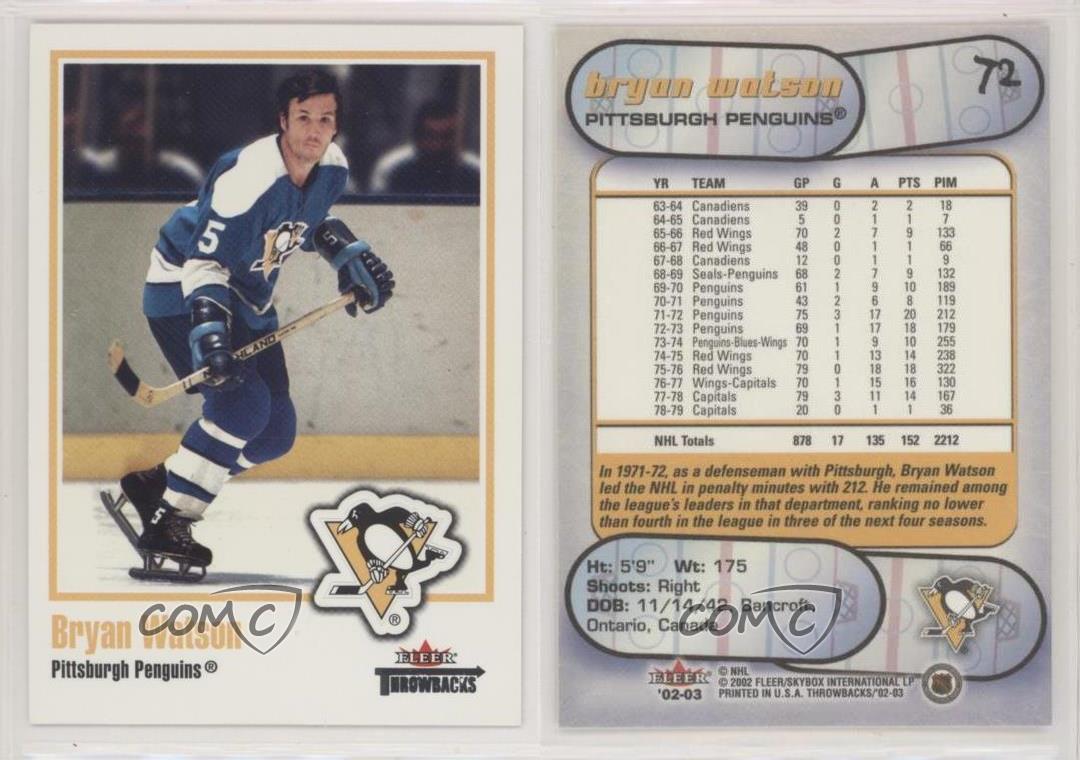 5
5
HLAND
5
Bryan Watson
Pittsburgh Penguins®
®
FLEER®
THROWBACKS
COMC
bryan watson
PITTSBURGH PENGUINS®
72
YR TEAM GP G A PTS PIM
63-64 Canadiens 39 0 2 2 18
64-65 Canadiens 5 0 1 1 7
65-66 Red Wings 70 2 7 9 133
66-67 Red Wings 48 0 1 1 66
67-68 Canadiens 12 0 1 1 9
68-69 Seals-Penguins 68 2 7 9 132
69-70 Penguins 61 1 9 10 189
70-71 Penguins 43 2 6 8 119
71-72 Penguins 75 3 17 20 212
72-73 Penguins 69 1 17 18 179
73-74 Penguins-Blues-Wings 70 1 9 10 255
74-75 Red Wings 70 1 13 14 238
75-76 Red Wings 79 0 18 18 322
76-77 Wings-Capitals 70 1 15 16 130
77-78 Capitals 79 3 11 14 167
78-79 Capitals 20 0 1 1 36
NHL Totals 878 17 135 152 2212
In 1971-72, as a defenseman with Pittsburgh, Bryan Watson
led the NHL in penalty minutes with 212. He remained among
the league's leaders in that department, ranking no lower
than fourth in the league in three of the next four seasons.
Ht: 5'9" Wt: 175
Shoots: Right
DOB: 11/14/42, Bancroft,
Ontario, Canada
COMC
FLEER®
'02-03
© NHL
© 2002 FLEER/SKYBOX INTERNATIONAL LP
PRINTED IN U.S.A. THROWBACKS/'02-03